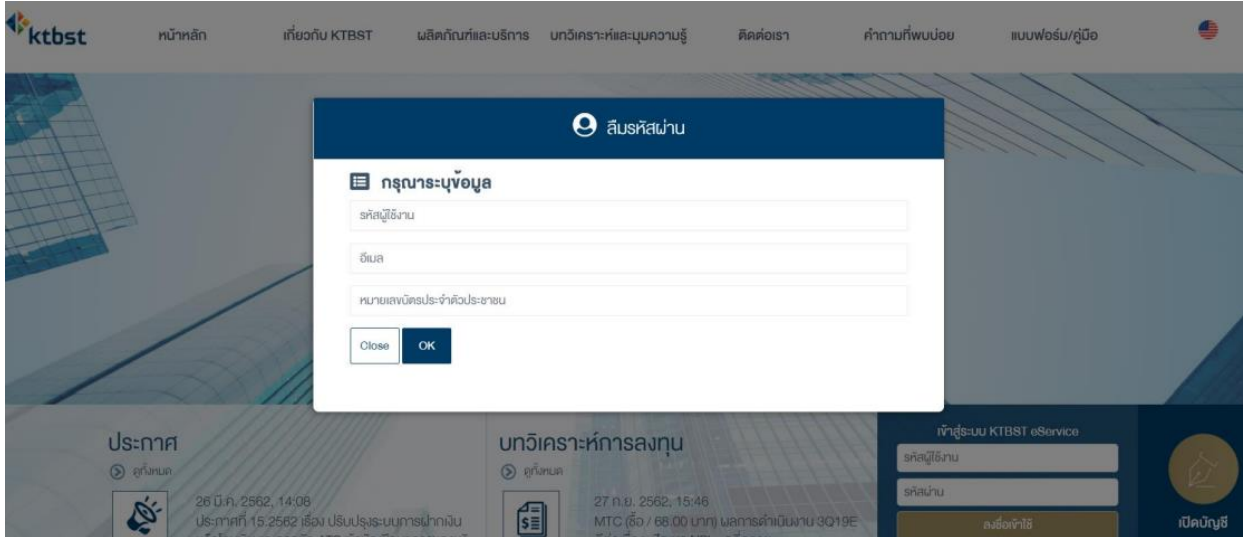 ktbst
หน้าหลัก เกี่ยวกับ KTBST ผลิตภัณฑ์และบริการ บทวิเคราะห์และมุมความรู้ ติดต่อเรา คำถามที่พบบ่อย แบบฟอร์ม/คู่มือ
ลืมรหัสผ่าน
กรุณาระบุข้อมูล
รหัสผู้ใช้งาน
อีเมล
หมายเลขบัตรประจำตัวประชาชน
Close OK
ประกาศ
ดูทั้งหมด
26 มี.ค. 2562, 14:08
ประกาศที่ 15.2562 เรื่อง ปรับปรุงระบบการฝากเงิน
บทวิเคราะห์การลงทุน
ดูทั้งหมด
27 ก.ย. 2562, 15:46
MTC (ซื้อ / 68.00 บาท) ผลการดำเนินงาน 3Q19E
เข้าสู่ระบบ KTBST eService
รหัสผู้ใช้งาน
รหัสผ่าน
ลงชื่อเข้าใช้
เปิดบัญชี